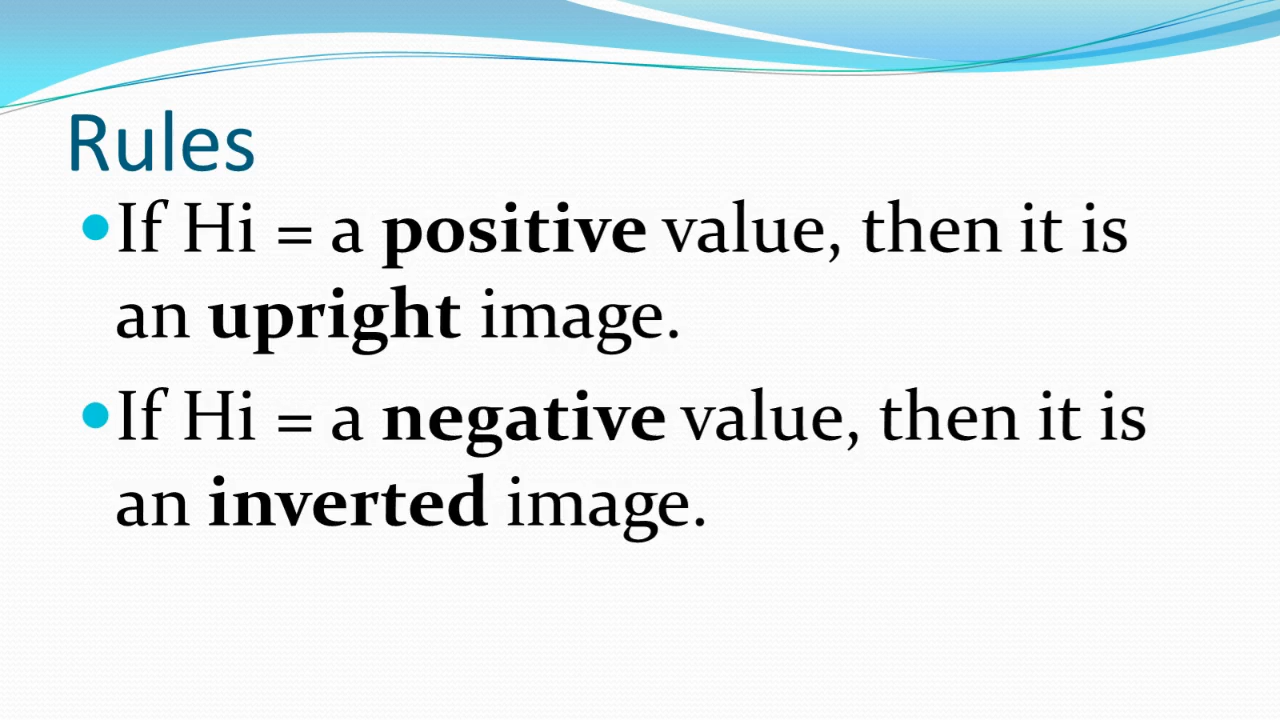 Rules
•If Hi = a positive value, then it is
an upright image.
•If Hi = a negative value, then it is
an inverted image.